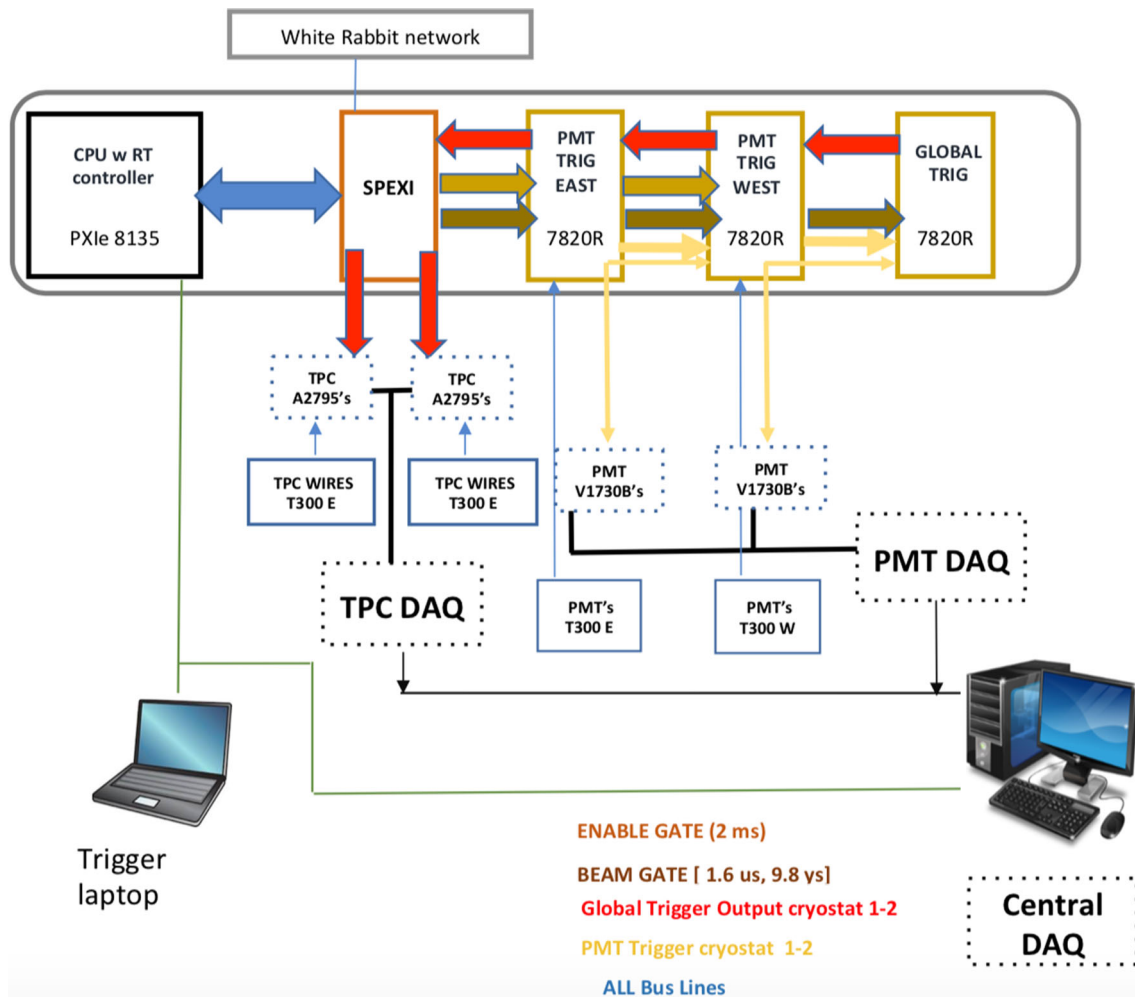 White Rabbit network
CPU w RT
controller
PXIe 8135
SPEXI
PMT
TRIG
EAST
7820R
PMT
TRIG
WEST
7820R
GLOBAL
TRIG
7820R
TPC
A2795's
TPC
A2795's
TPC WIRES
T300 E
TPC WIRES
T300 E
PMT
V1730B's
PMT
V1730B's
TPC DAQ
PMT's
T300 E
PMT's
T300 W
PMT DAQ
Trigger
laptop
ENABLE GATE (2 ms)
BEAM GATE [ 1.6 us, 9.8 ys]
Global Trigger Output cryostat 1-2
PMT Trigger cryostat 1-2
ALL Bus Lines
Central
DAQ